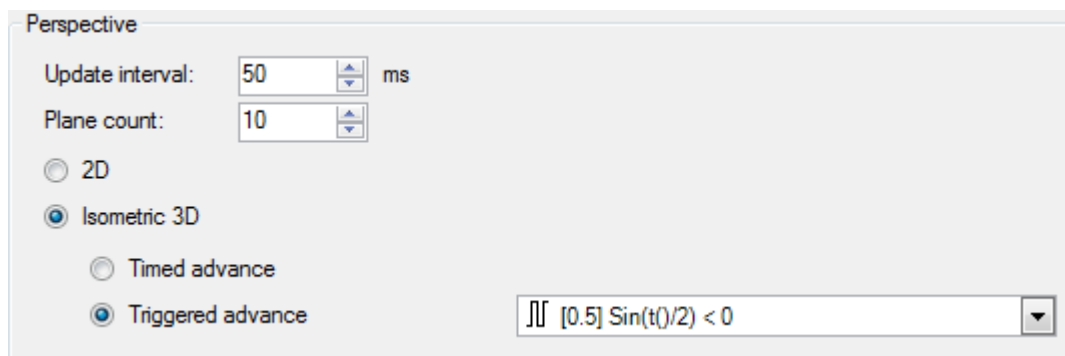 Perspective
Update interval: 50 ms
Plane count: 10
2D
Isometric 3D
Timed advance
Triggered advance [0.5] Sin(t()/2) < 0